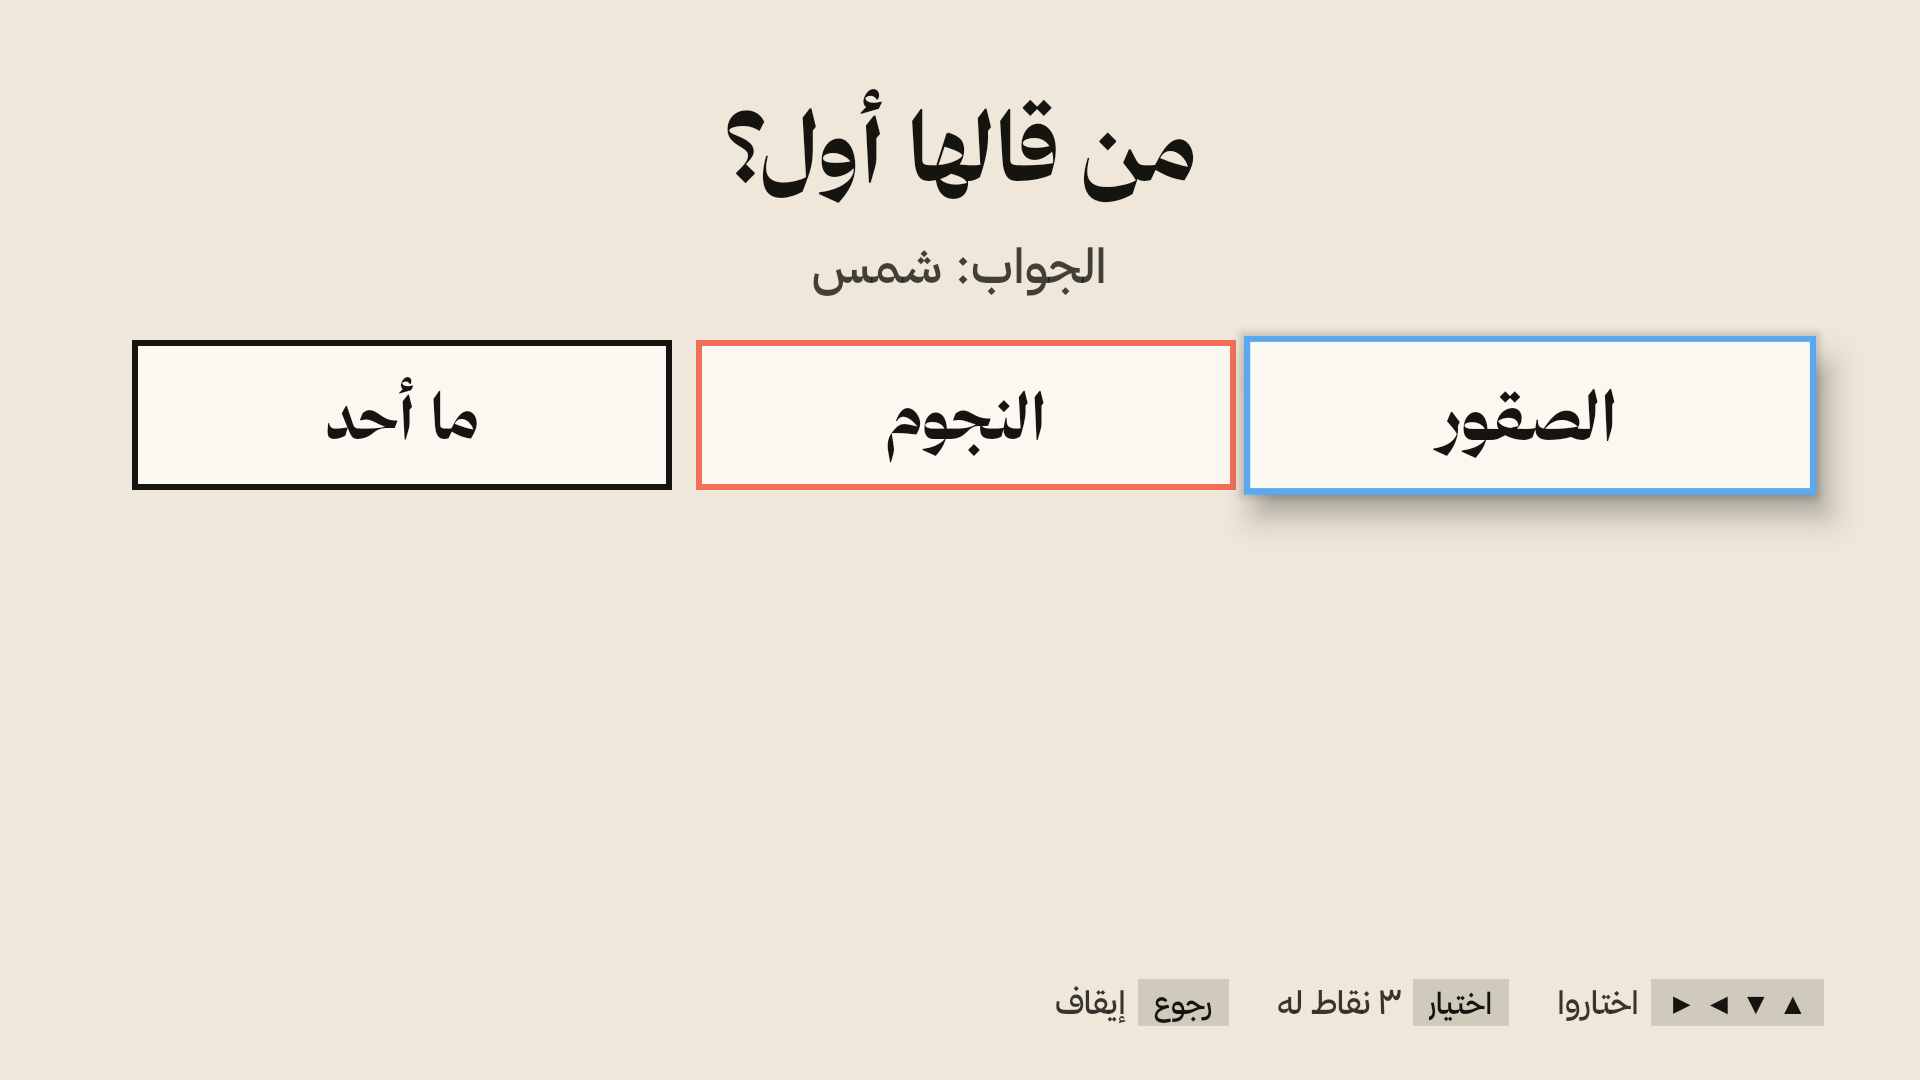 من قالها أول؟
الجواب: شمس
الصقور
النجوم
ما أحد
▲ ▼ ◄ ► اختاروا اختيار ٣ نقاط له رجوع إيقاف